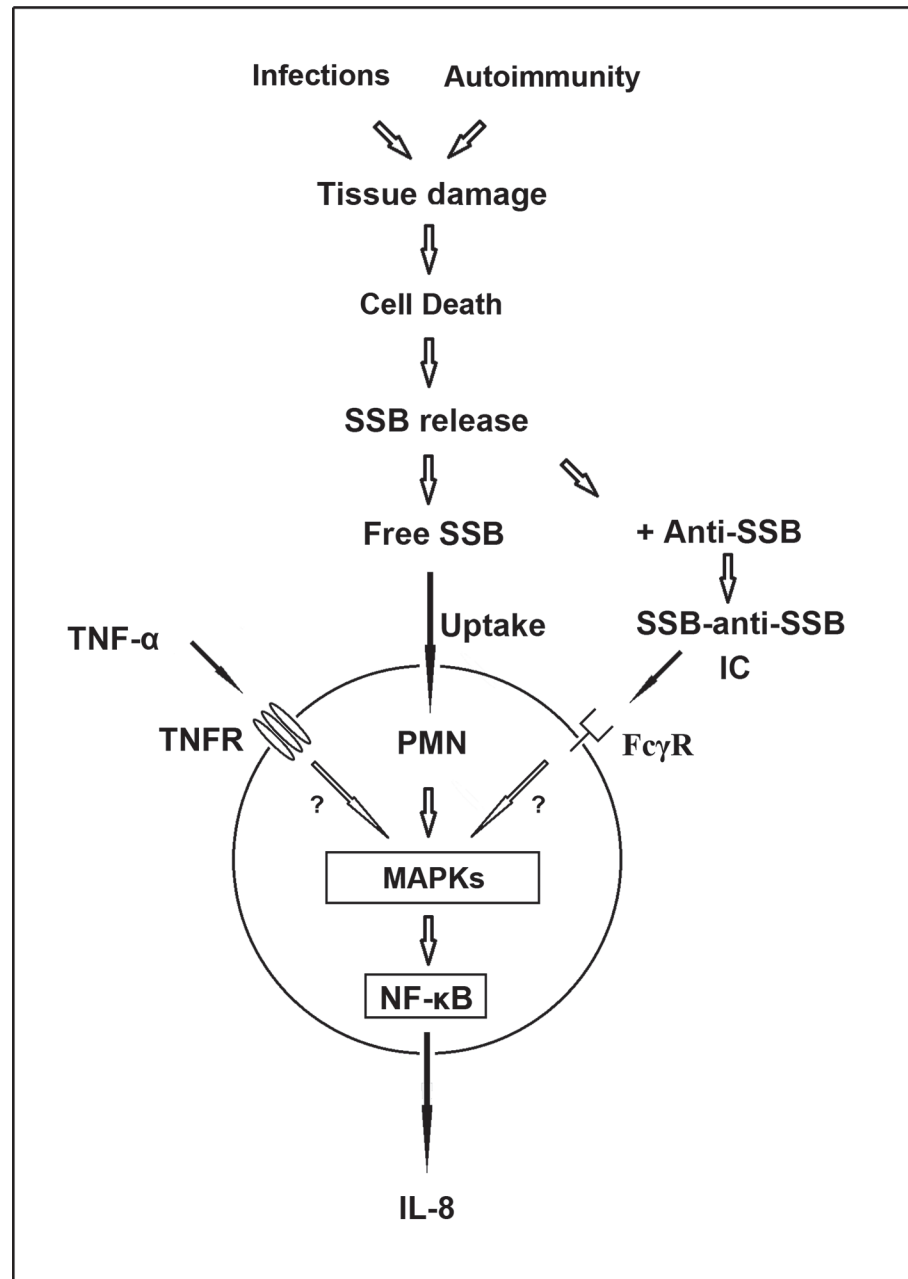 Infections Autoimmunity
Tissue damage
Cell Death
SSB release
Free SSB
+ Anti-SSB
Uptake
SSB-anti-SSB
IC
TNF-α
TNFR
PMN
FcγR
?
?
MAPKs
NF-κB
IL-8